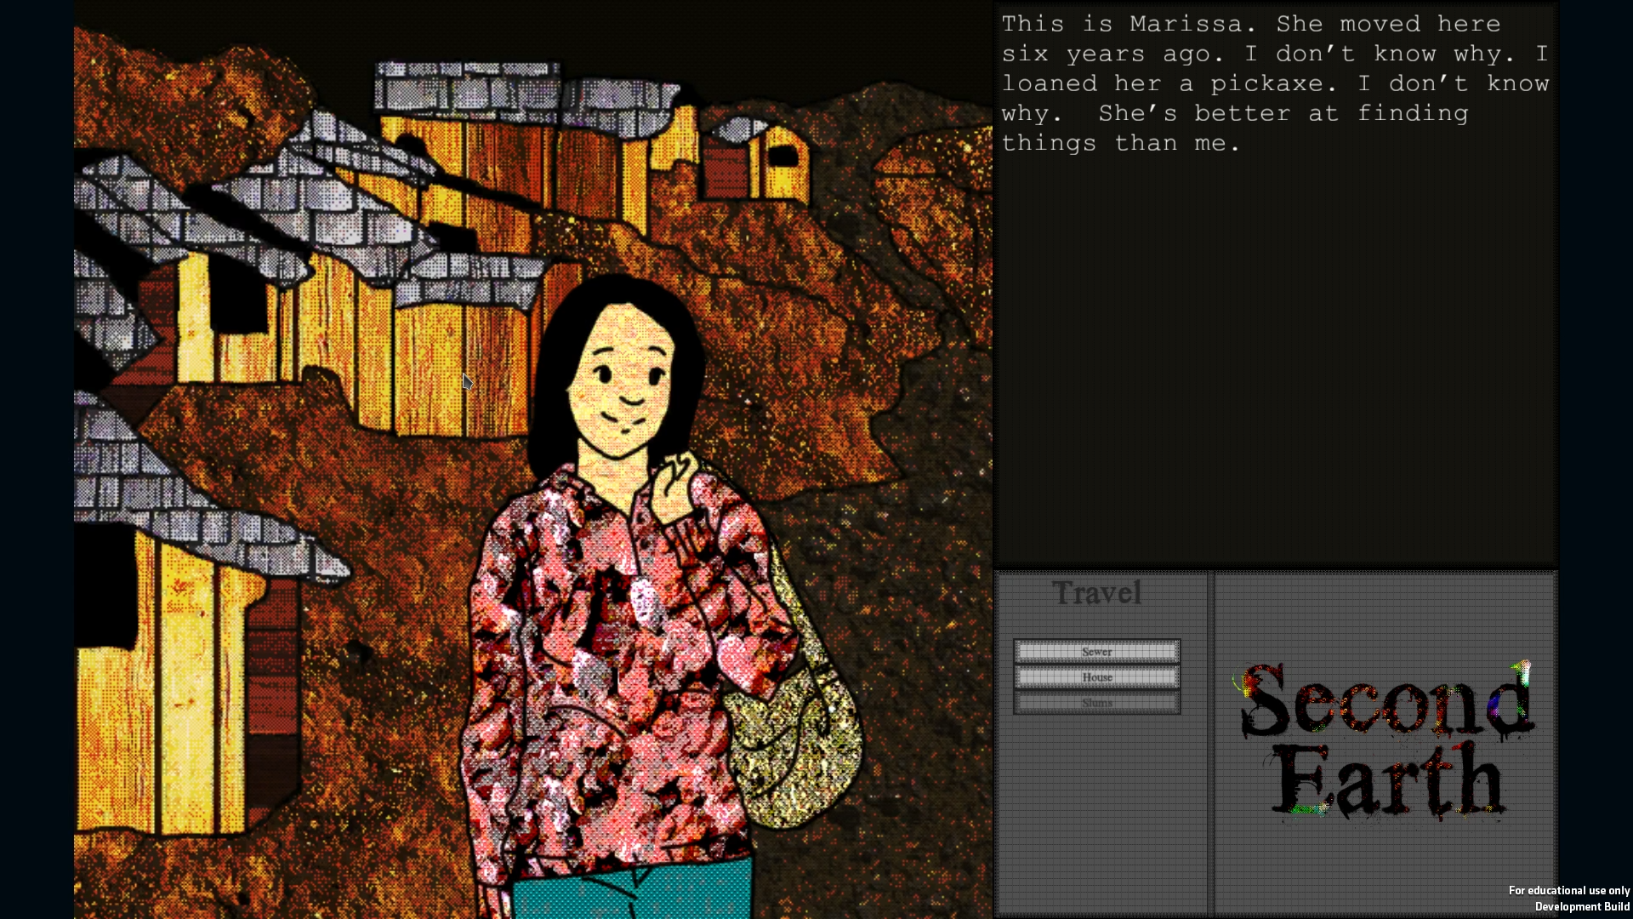 This is Marissa. She moved here
six years ago. I don't know why. I
loaned her a pickaxe. I don't know
why.  She's better at finding
things than me.
Travel
Sewer
House
Slums
Second
Earth
For educational use only
Development Build